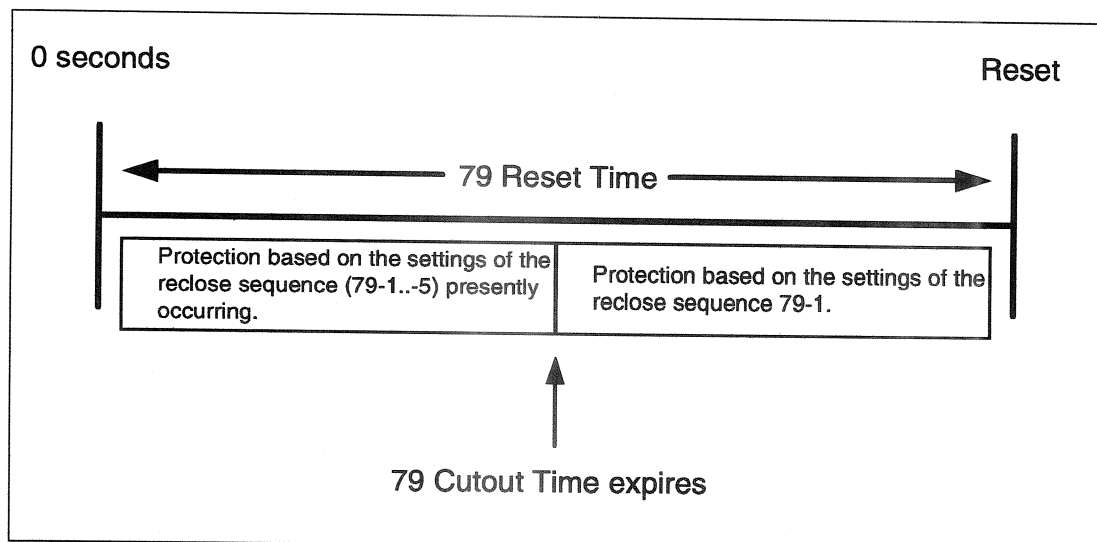 0 seconds
Reset
79 Reset Time
Protection based on the settings of the
reclose sequence (79-1..-5) presently
occurring.
Protection based on the settings of the
reclose sequence 79-1.
79 Cutout Time expires